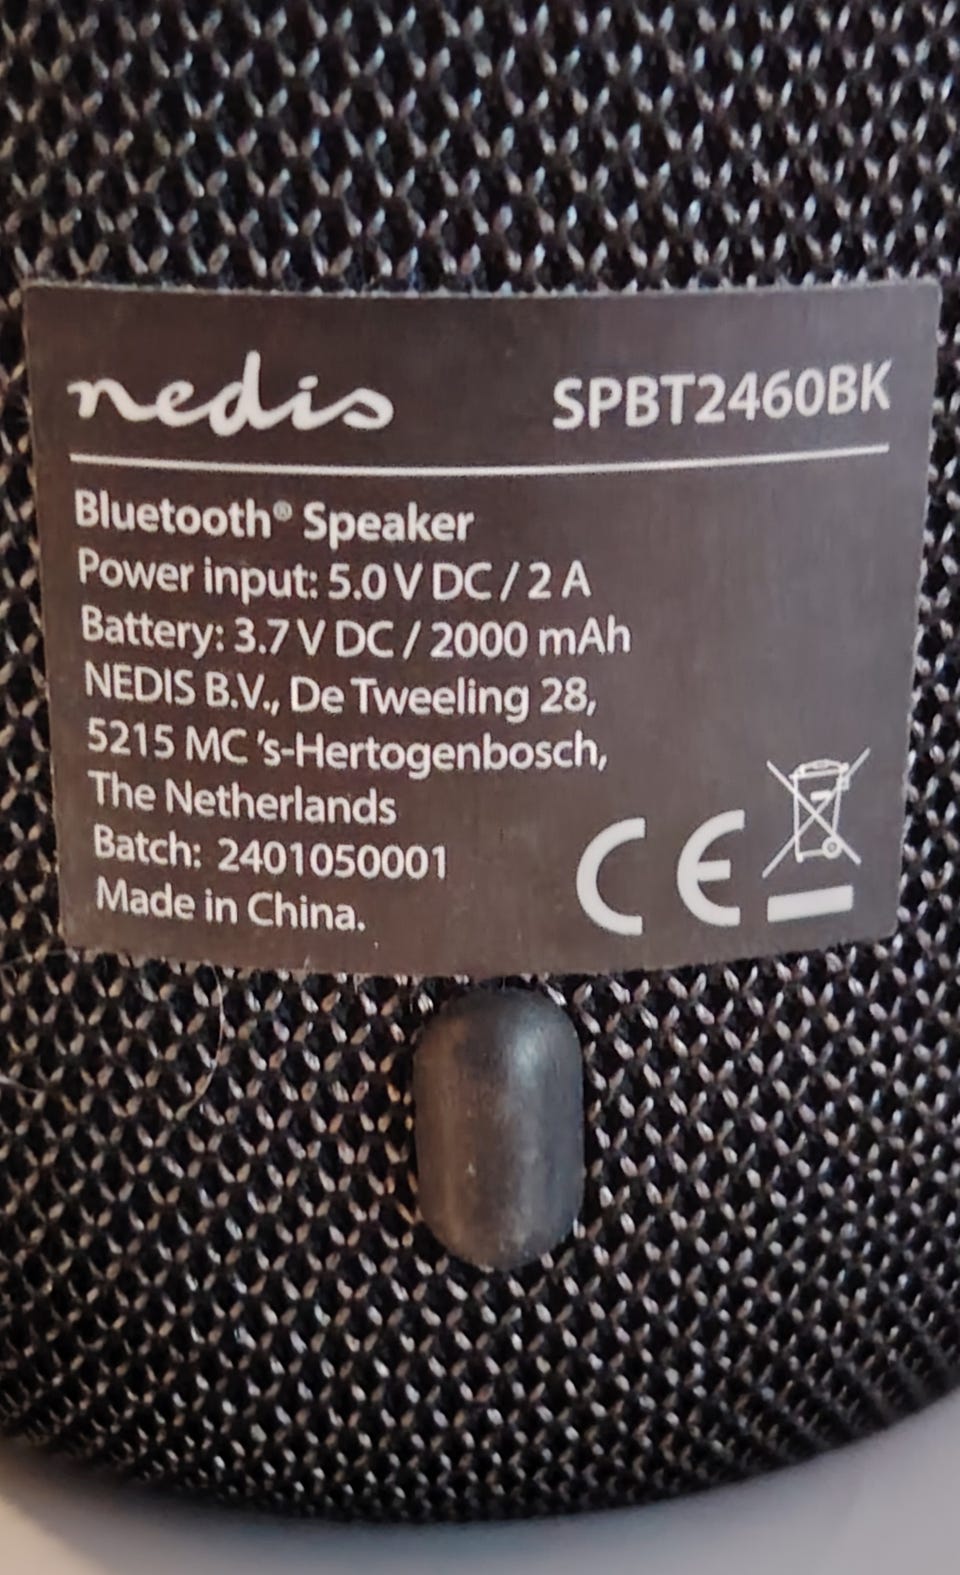 nedis SPBT2460BK
Bluetooth® Speaker
Power input: 5.0 V DC / 2 A
Battery: 3.7 V DC / 2000 mAh
NEDIS B.V., De Tweeling 28,
5215 MC 's-Hertogenbosch,
The Netherlands
Batch: 2401050001
Made in China.
CE